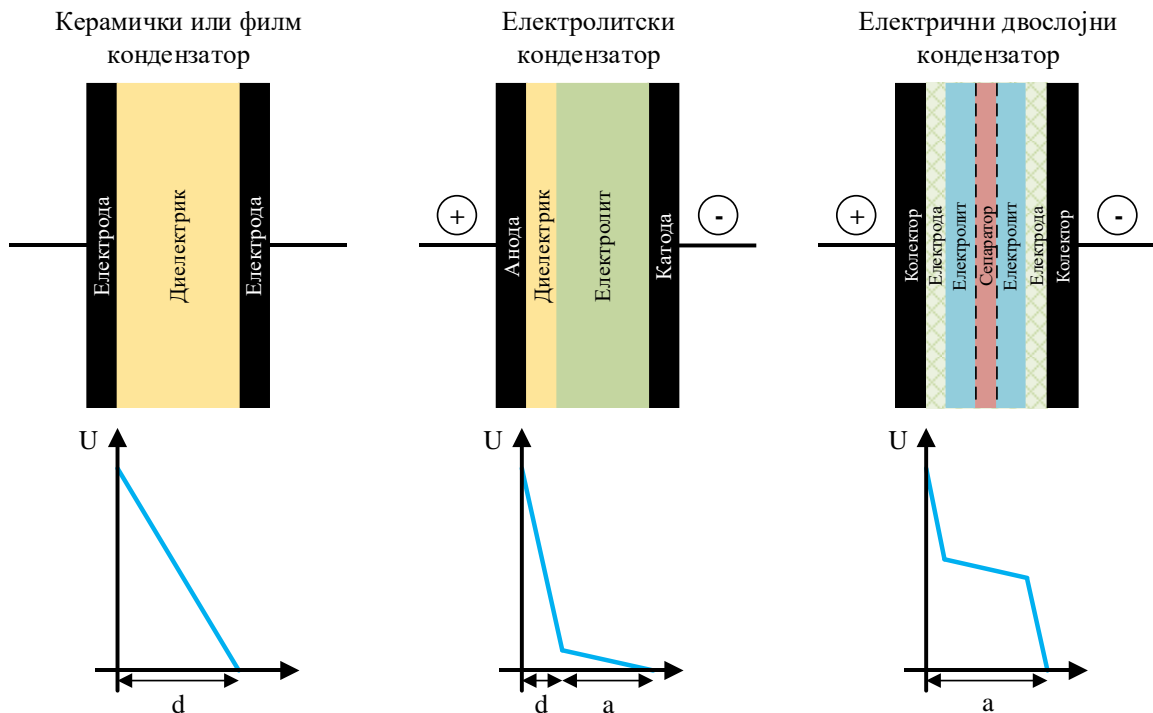 Керамички или филм
кондензатор
Електрода
Диелектрик
Електрода
U
d
Електролитски
кондензатор
+
-
Анода
Диелектрик
Електролит
Катода
U
d
a
Електрични двослојни
кондензатор
+
-
Колектор
Електрода
Електролит
Сепаратор
Електролит
Електрода
Колектор
U
a